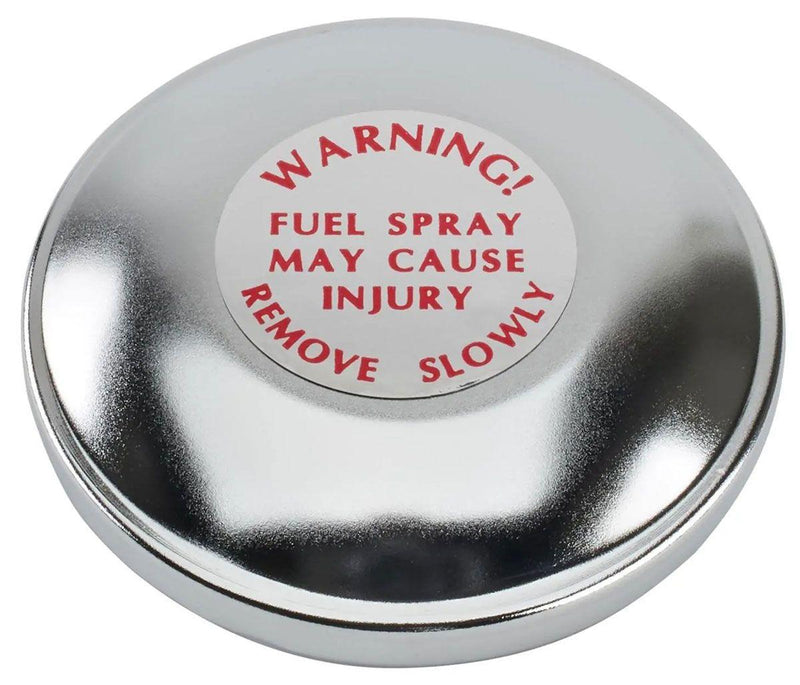 WARNING!
FUEL SPRAY
MAY CAUSE
INJURY
REMOVE SLOWLY